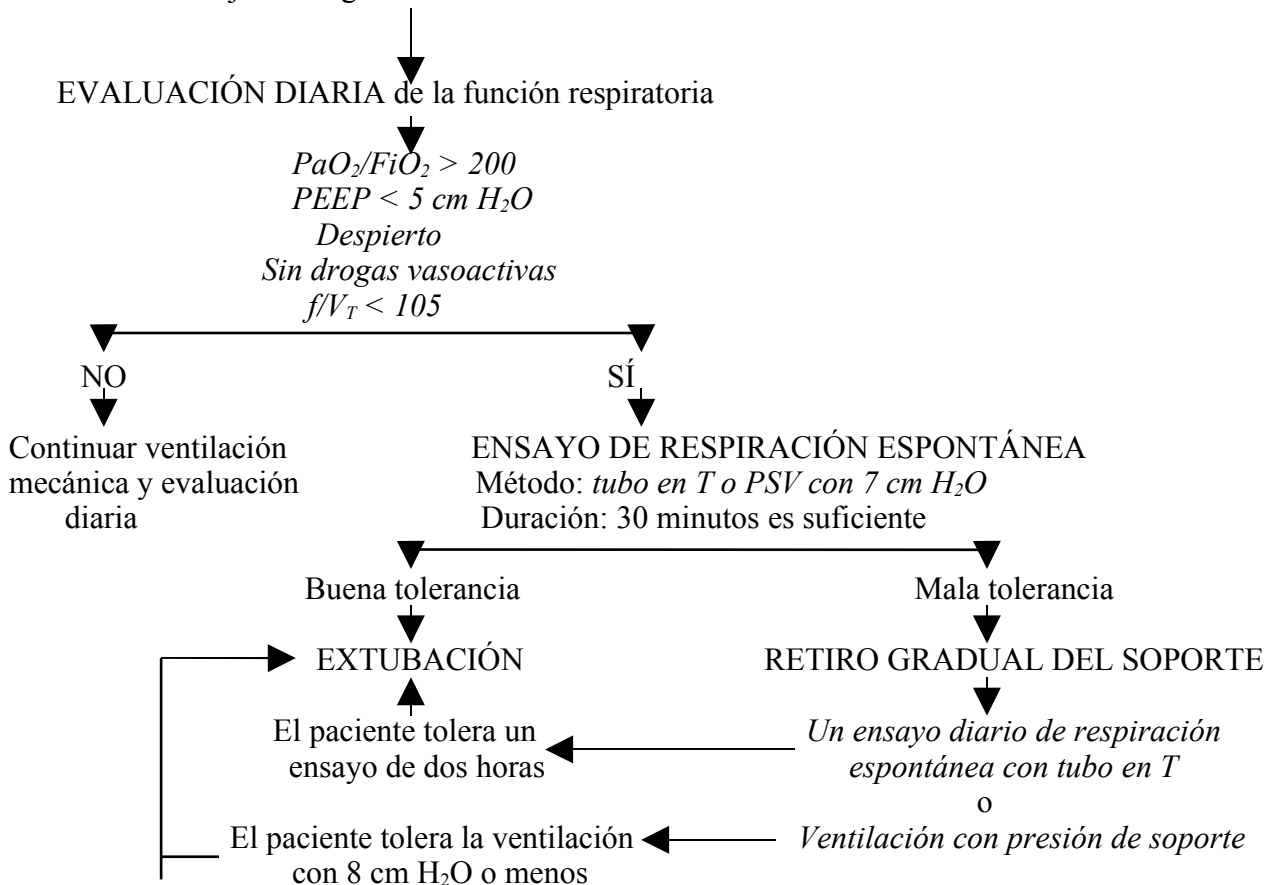 EVALUACIÓN DIARIA de la función respiratoria
PaO₂/FiO₂ > 200
PEEP < 5 cm H₂O
Despierto
Sin drogas vasoactivas
f/V_T < 105
NO
SÍ
Continuar ventilación
mecánica y evaluación
diaria
ENSAYO DE RESPIRACIÓN ESPONTÁNEA
Método: tubo en T o PSV con 7 cm H₂O
Duración: 30 minutos es suficiente
Buena tolerancia
Mala tolerancia
EXTUBACIÓN
RETIRO GRADUAL DEL SOPORTE
El paciente tolera un
ensayo de dos horas
Un ensayo diario de respiración
espontánea con tubo en T
o
El paciente tolera la ventilación
con 8 cm H₂O o menos
Ventilación con presión de soporte